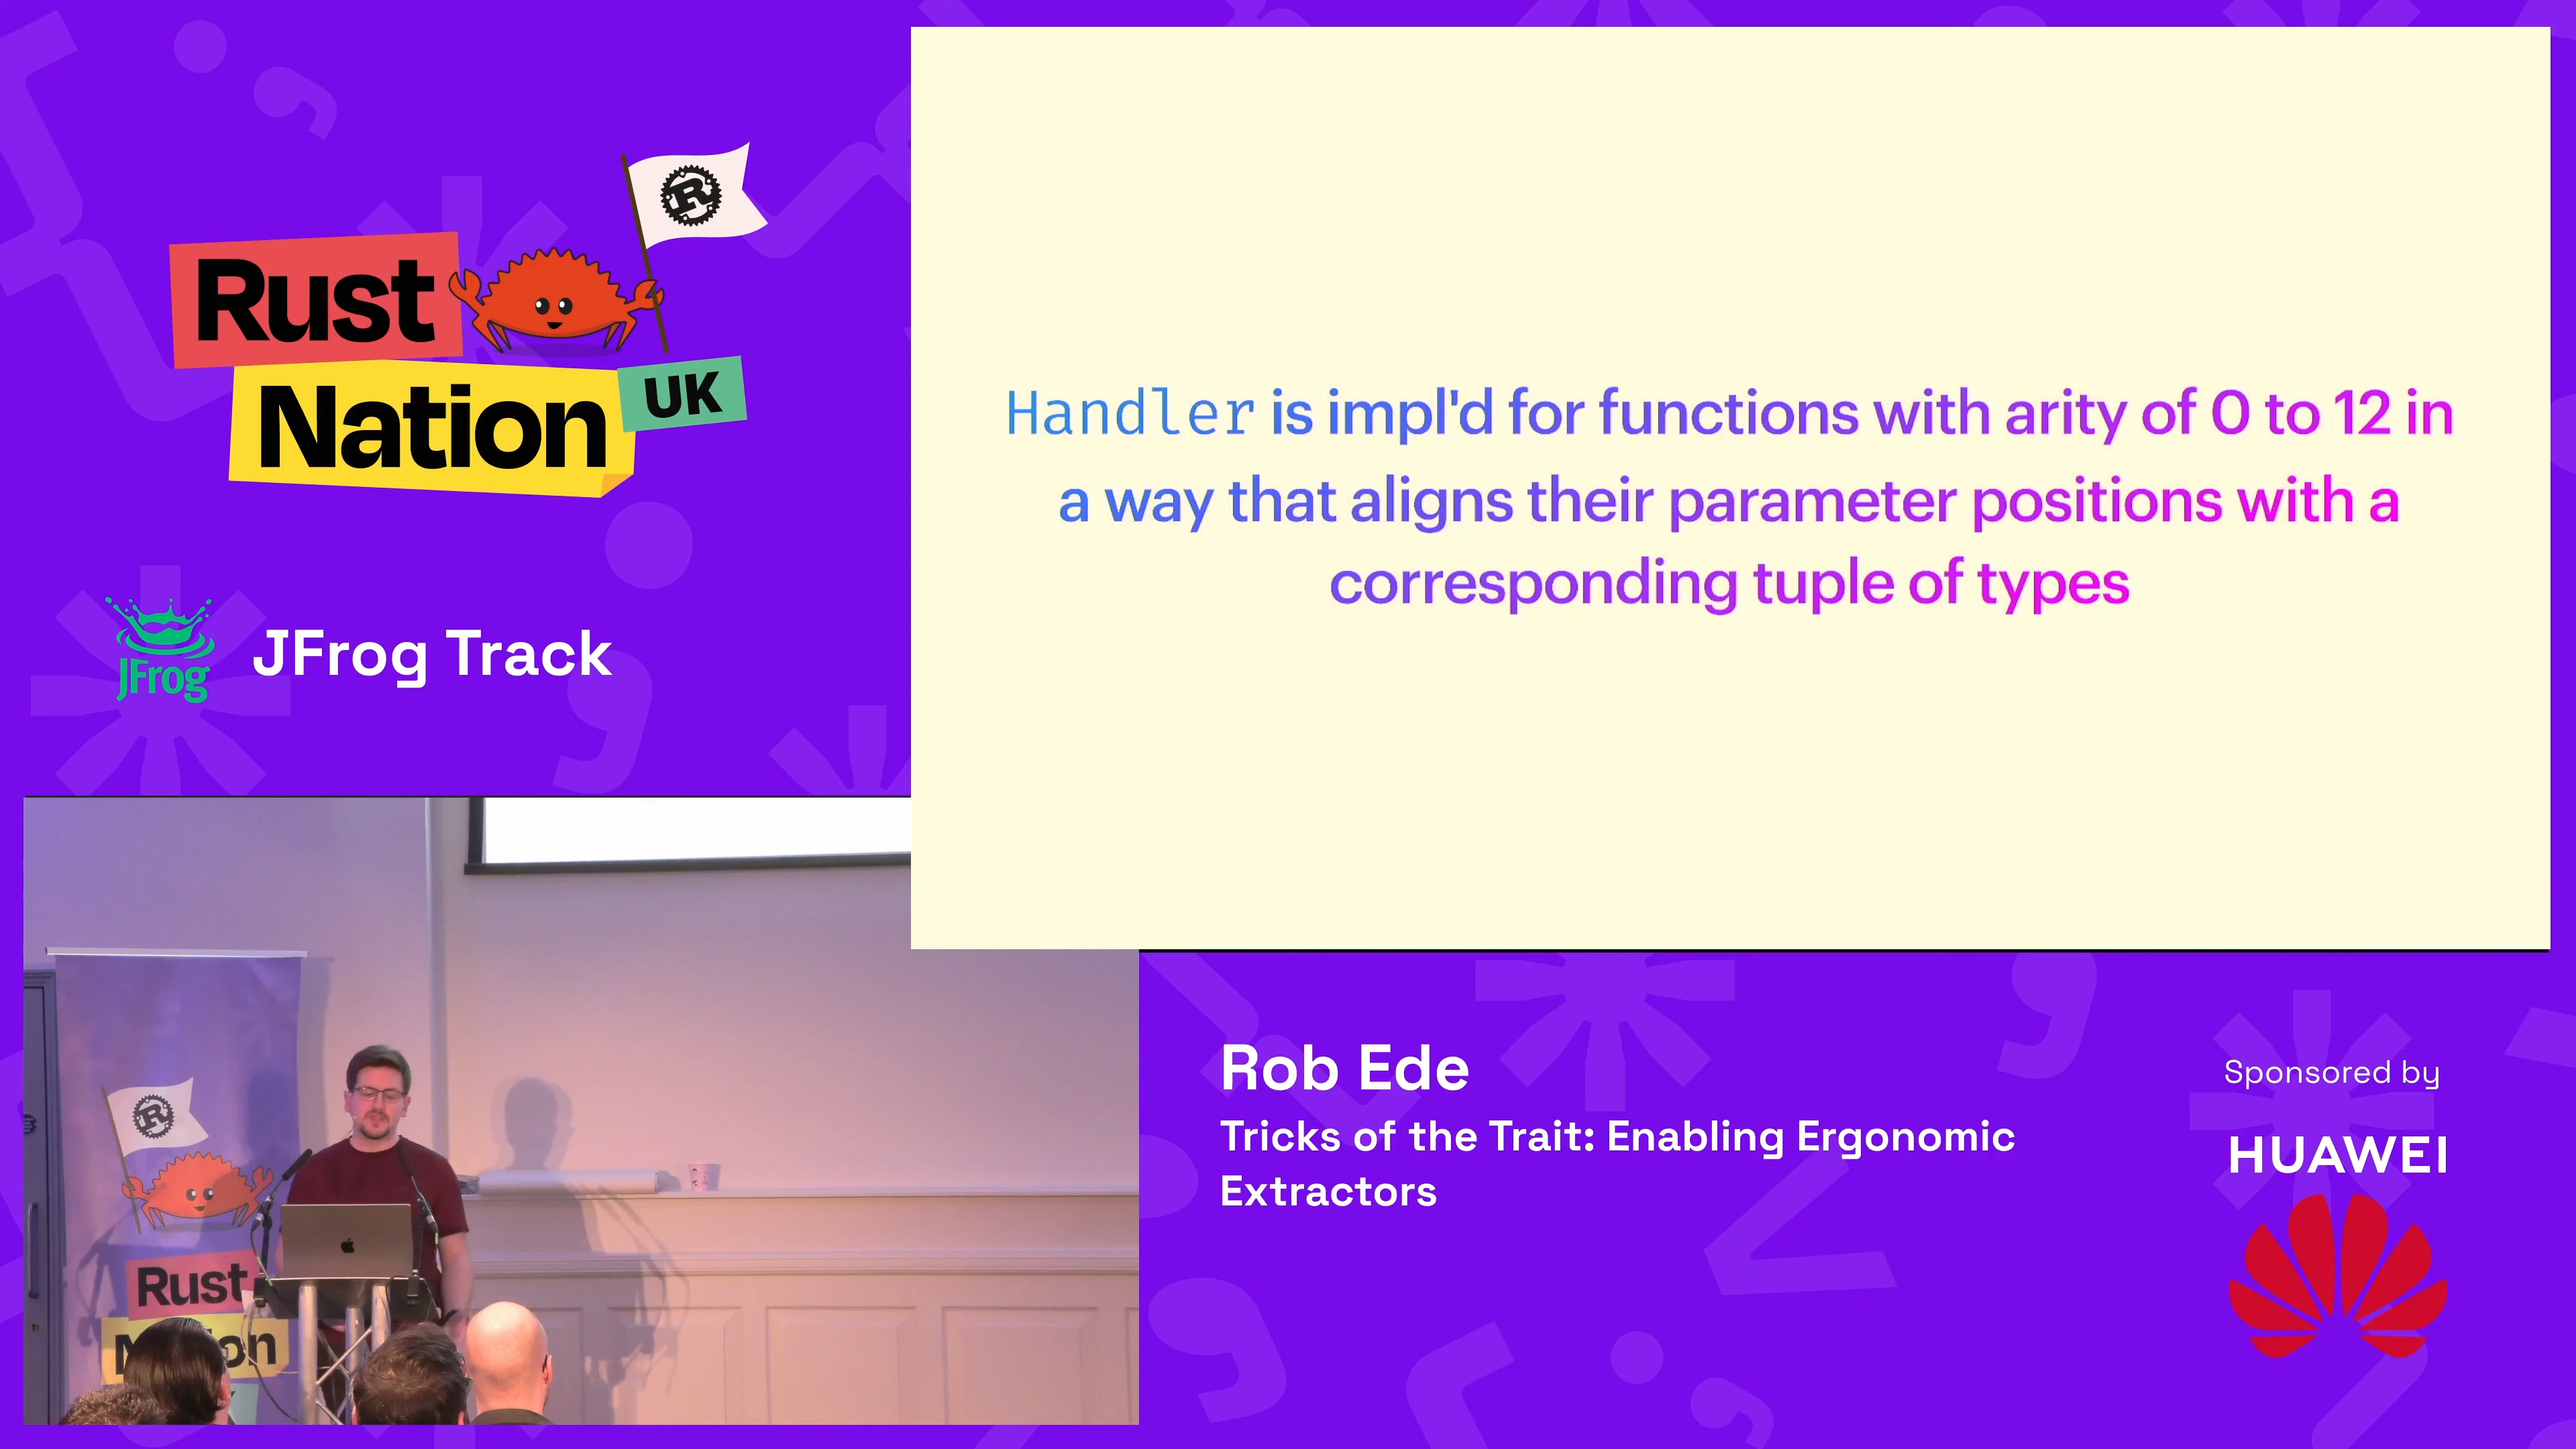 Rust
Nation
UK
JFrog
JFrog Track
Handler is impl'd for functions with arity of 0 to 12 in
a way that aligns their parameter positions with a
corresponding tuple of types
R
R
Rust
Rob Ede
Tricks of the Trait: Enabling Ergonomic
Extractors
Sponsored by
HUAWEI